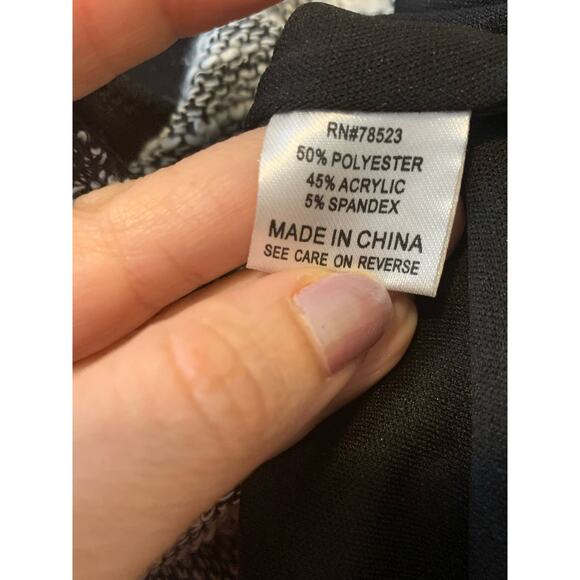 RN#78523
50% POLYESTER
45% ACRYLIC
5% SPANDEX
MADE IN CHINA
SEE CARE ON REVERSE